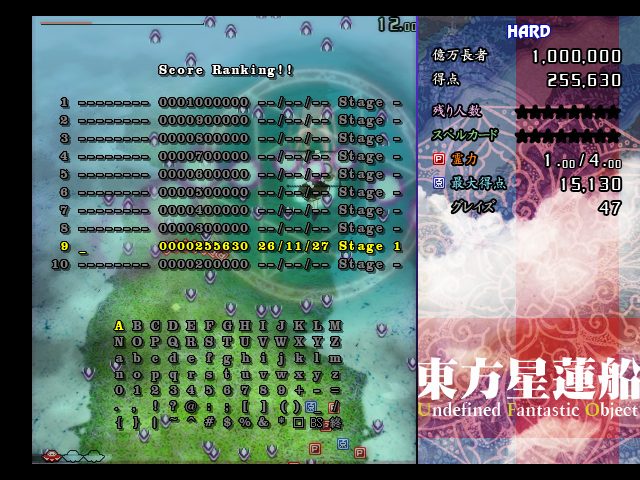 12.00
Score Ranking!!
1 -------- 0001000000 --/--/-- Stage -
2 -------- 0000900000 --/--/-- Stage -
3 -------- 0000800000 --/--/-- Stage -
4 -------- 0000700000 --/--/-- Stage -
5 -------- 0000600000 --/--/-- Stage -
6 -------- 0000500000 --/--/-- Stage -
7 -------- 0000400000 --/--/-- Stage -
8 -------- 0000300000 --/--/-- Stage -
9 _ 0000255630 26/11/27 Stage 1
10 -------- 0000200000 --/--/-- Stage -
A B C D E F G H I J K L M
N O P Q R S T U V W X Y Z
a b c d e f g h i j k l m
n o p q r s t u v w x y z
0 1 2 3 4 5 6 7 8 9 + - =
. , ! ? @ : ; [ ] ( ) _ /
{ } | ~ ^ # $ % & * □ BS 終
HARD
億万長者 1,000,000
得点 255,630
残り人数 ★★★★★★★★
スペルカード ★★★★★★★★
P 霊力 1.00/4.00
点 最大得点 15,130
グレイズ 47
東方星蓮船
Undefined Fantastic Object